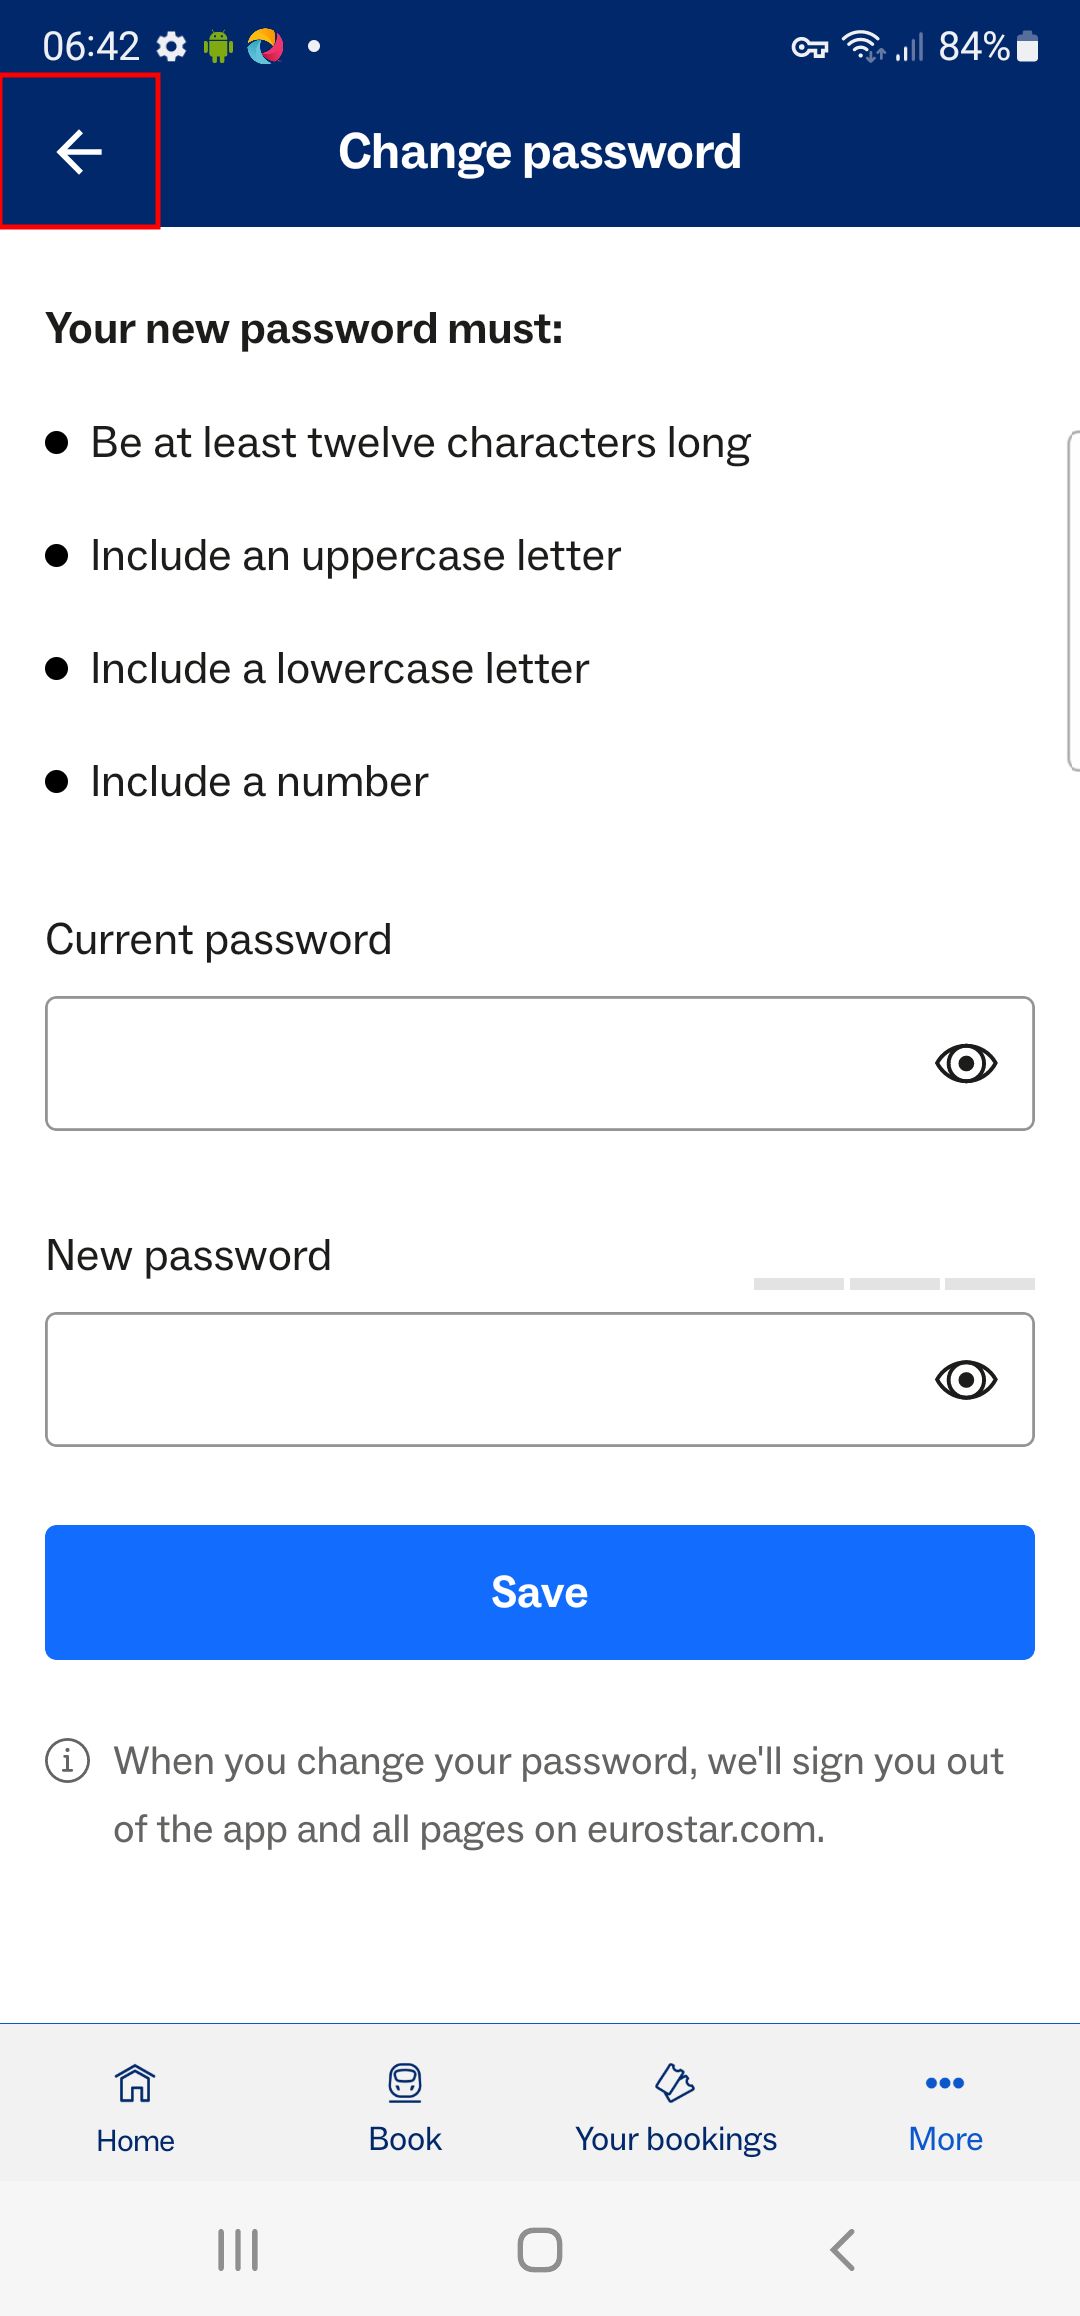 06:42
84%
Change password
Your new password must:
Be at least twelve characters long
Include an uppercase letter
Include a lowercase letter
Include a number
Current password
New password
Save
When you change your password, we'll sign you out
of the app and all pages on eurostar.com.
Home
Book
Your bookings
More